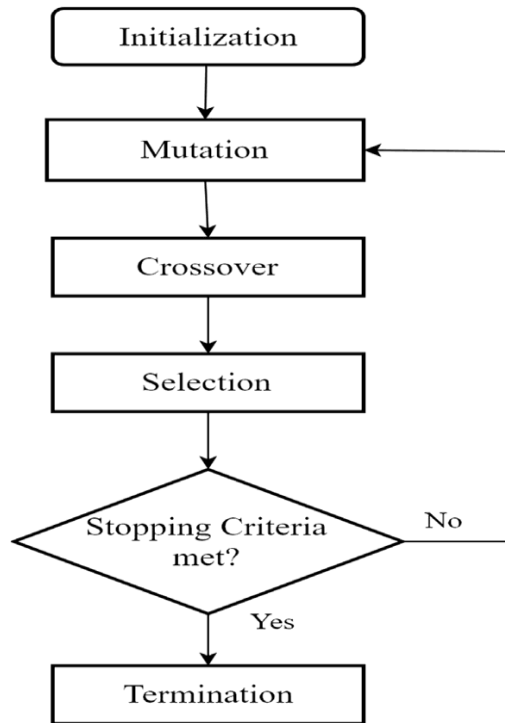 Initialization
Mutation
Crossover
Selection
Stopping Criteria
met?
No
Yes
Termination